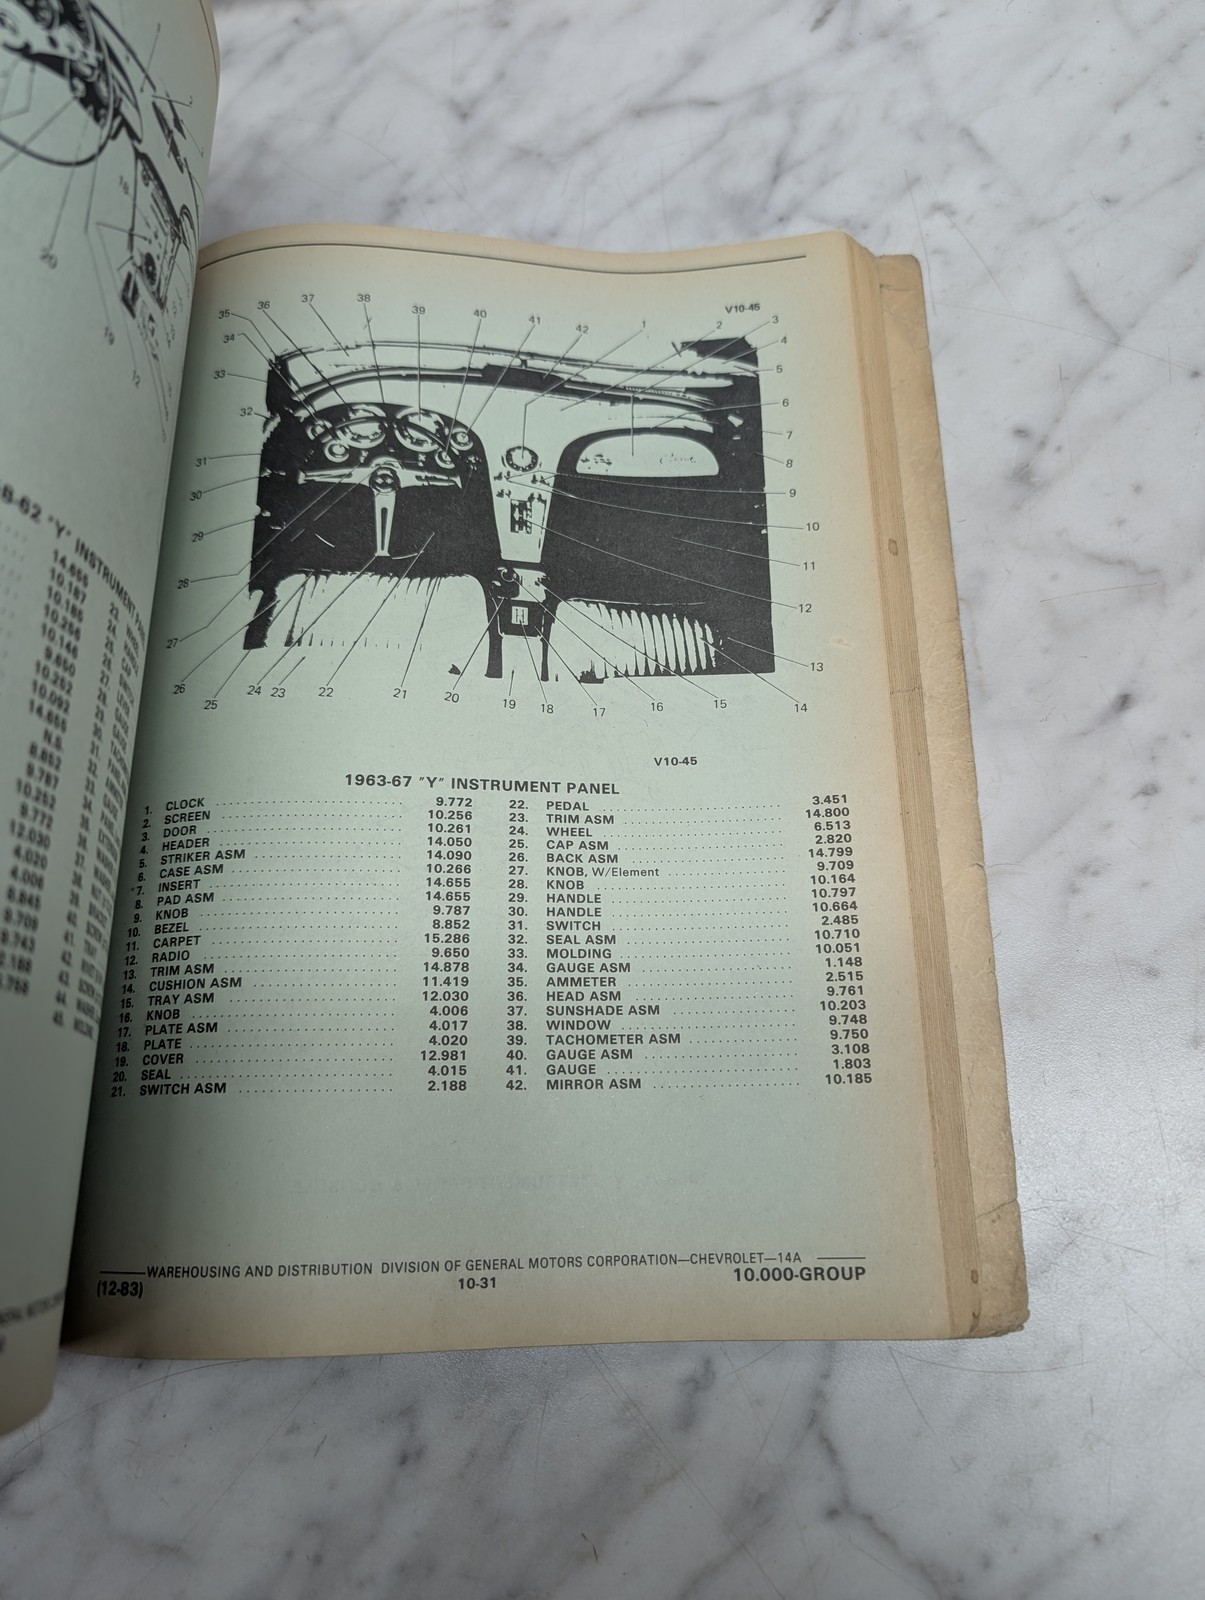 58-62 "Y" INSTRUMENT PANEL
14.655
10.187
10.185
10.256
10.146
9.650
10.252
10.092
14.655
N.S.
8.852
9.787
10.252
9.772
12.030
4.020
4.006
V10-45
35 36 37 38 39 40 41 42 1 2 3
34 4
33 5
32 6
31 7
30 8
29 9
28 10
27 11
26 12
25 13
24 23 22 21 20 19 18 17 16 15 14
V10-45
1963-67 "Y" INSTRUMENT PANEL
1. CLOCK 9.772
2. SCREEN 10.256
3. DOOR 10.261
4. HEADER 14.050
5. STRIKER ASM 14.090
6. CASE ASM 10.266
7. INSERT 14.655
8. PAD ASM 14.655
9. KNOB 9.787
10. BEZEL 8.852
11. CARPET 15.286
12. RADIO 9.650
13. TRIM ASM 14.878
14. CUSHION ASM 11.419
15. TRAY ASM 12.030
16. KNOB 4.006
17. PLATE ASM 4.017
18. PLATE 4.020
19. COVER 12.981
20. SEAL 4.015
21. SWITCH ASM 2.188
22. PEDAL 3.451
23. TRIM ASM 14.800
24. WHEEL 6.513
25. CAP ASM 2.820
26. BACK ASM 14.799
27. KNOB, W/Element 9.709
28. KNOB 10.164
29. HANDLE 10.797
30. HANDLE 10.664
31. SWITCH 2.485
32. SEAL ASM 10.710
33. MOLDING 10.051
34. GAUGE ASM 1.148
35. AMMETER 2.515
36. HEAD ASM 9.761
37. SUNSHADE ASM 10.203
38. WINDOW 9.748
39. TACHOMETER ASM 9.750
40. GAUGE ASM 3.108
41. GAUGE 1.803
42. MIRROR ASM 10.185
WAREHOUSING AND DISTRIBUTION DIVISION OF GENERAL MOTORS CORPORATION—CHEVROLET—14A
(12-83) 10-31 10.000-GROUP